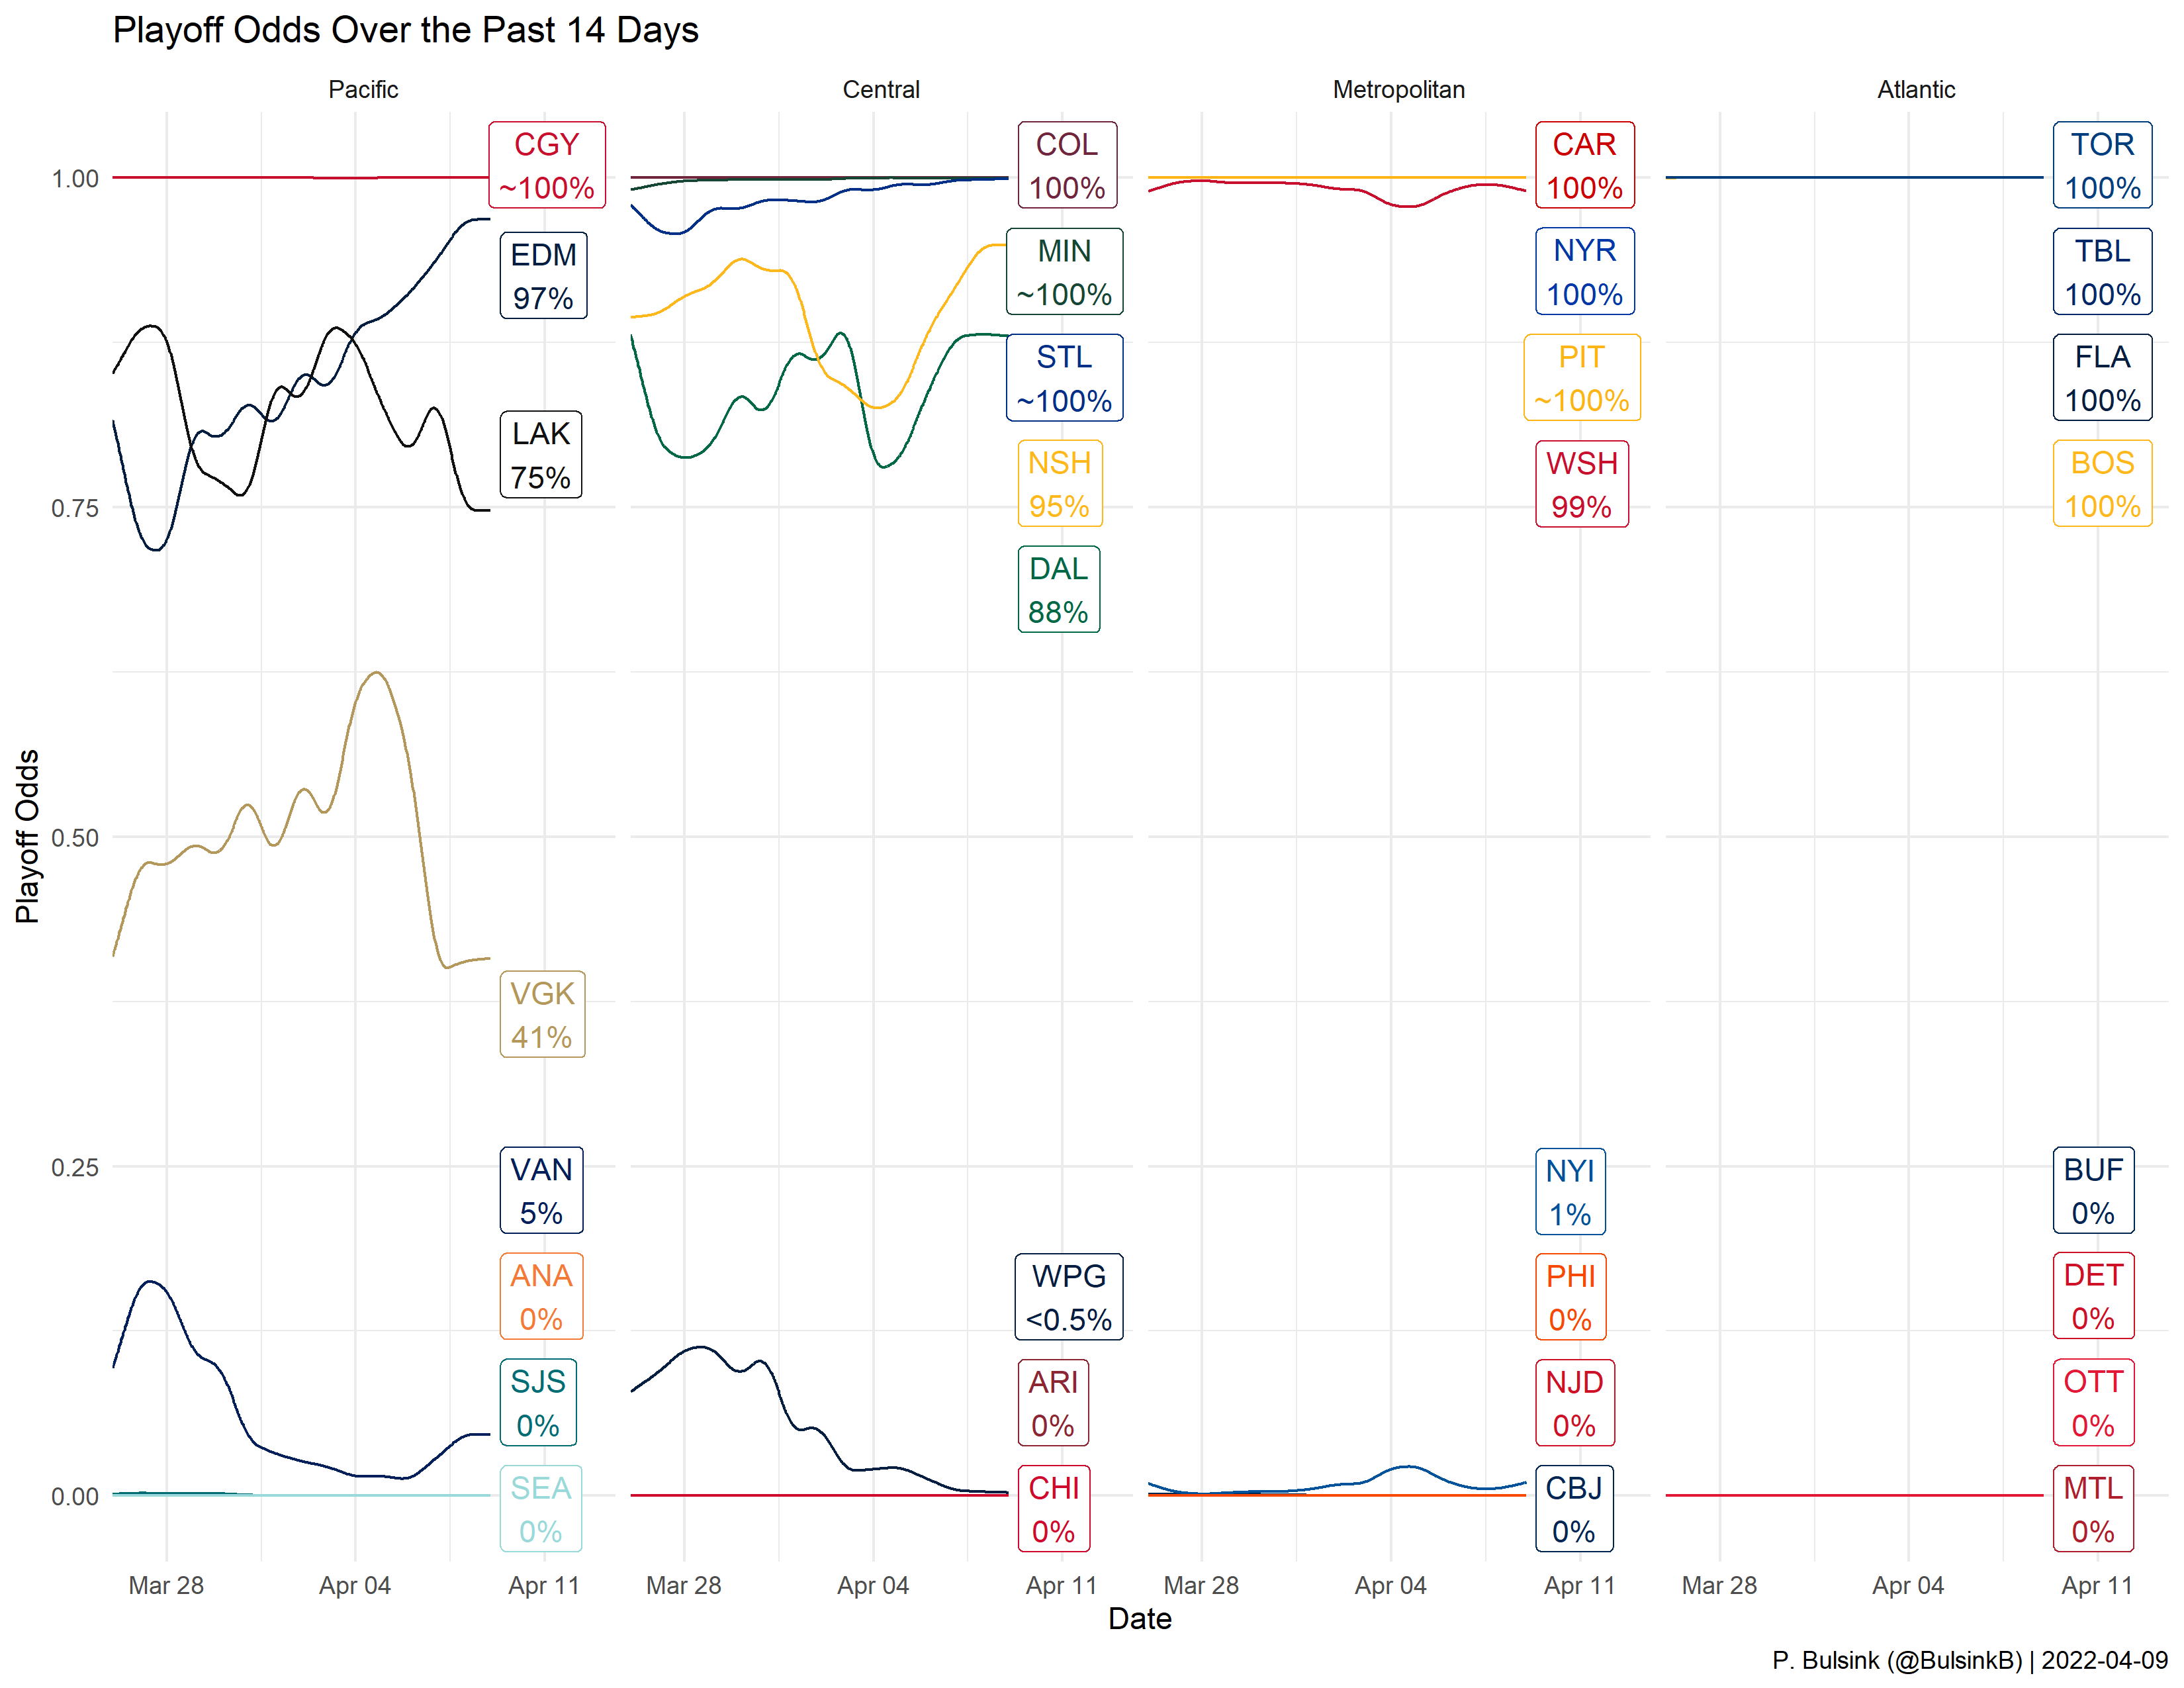 Playoff Odds Over the Past 14 Days
Pacific
Central
Metropolitan
Atlantic
Playoff Odds
1.00
0.75
0.50
0.25
0.00
CGY
~100%
EDM
97%
LAK
75%
VGK
41%
VAN
5%
ANA
0%
SJS
0%
SEA
0%
COL
100%
MIN
~100%
STL
~100%
NSH
95%
DAL
88%
WPG
<0.5%
ARI
0%
CHI
0%
CAR
100%
NYR
100%
PIT
~100%
WSH
99%
NYI
1%
PHI
0%
NJD
0%
CBJ
0%
TOR
100%
TBL
100%
FLA
100%
BOS
100%
BUF
0%
DET
0%
OTT
0%
MTL
0%
Mar 28
Apr 04
Apr 11
Mar 28
Apr 04
Apr 11
Mar 28
Apr 04
Apr 11
Mar 28
Apr 04
Apr 11
Date
P. Bulsink (@BulsinkB) | 2022-04-09